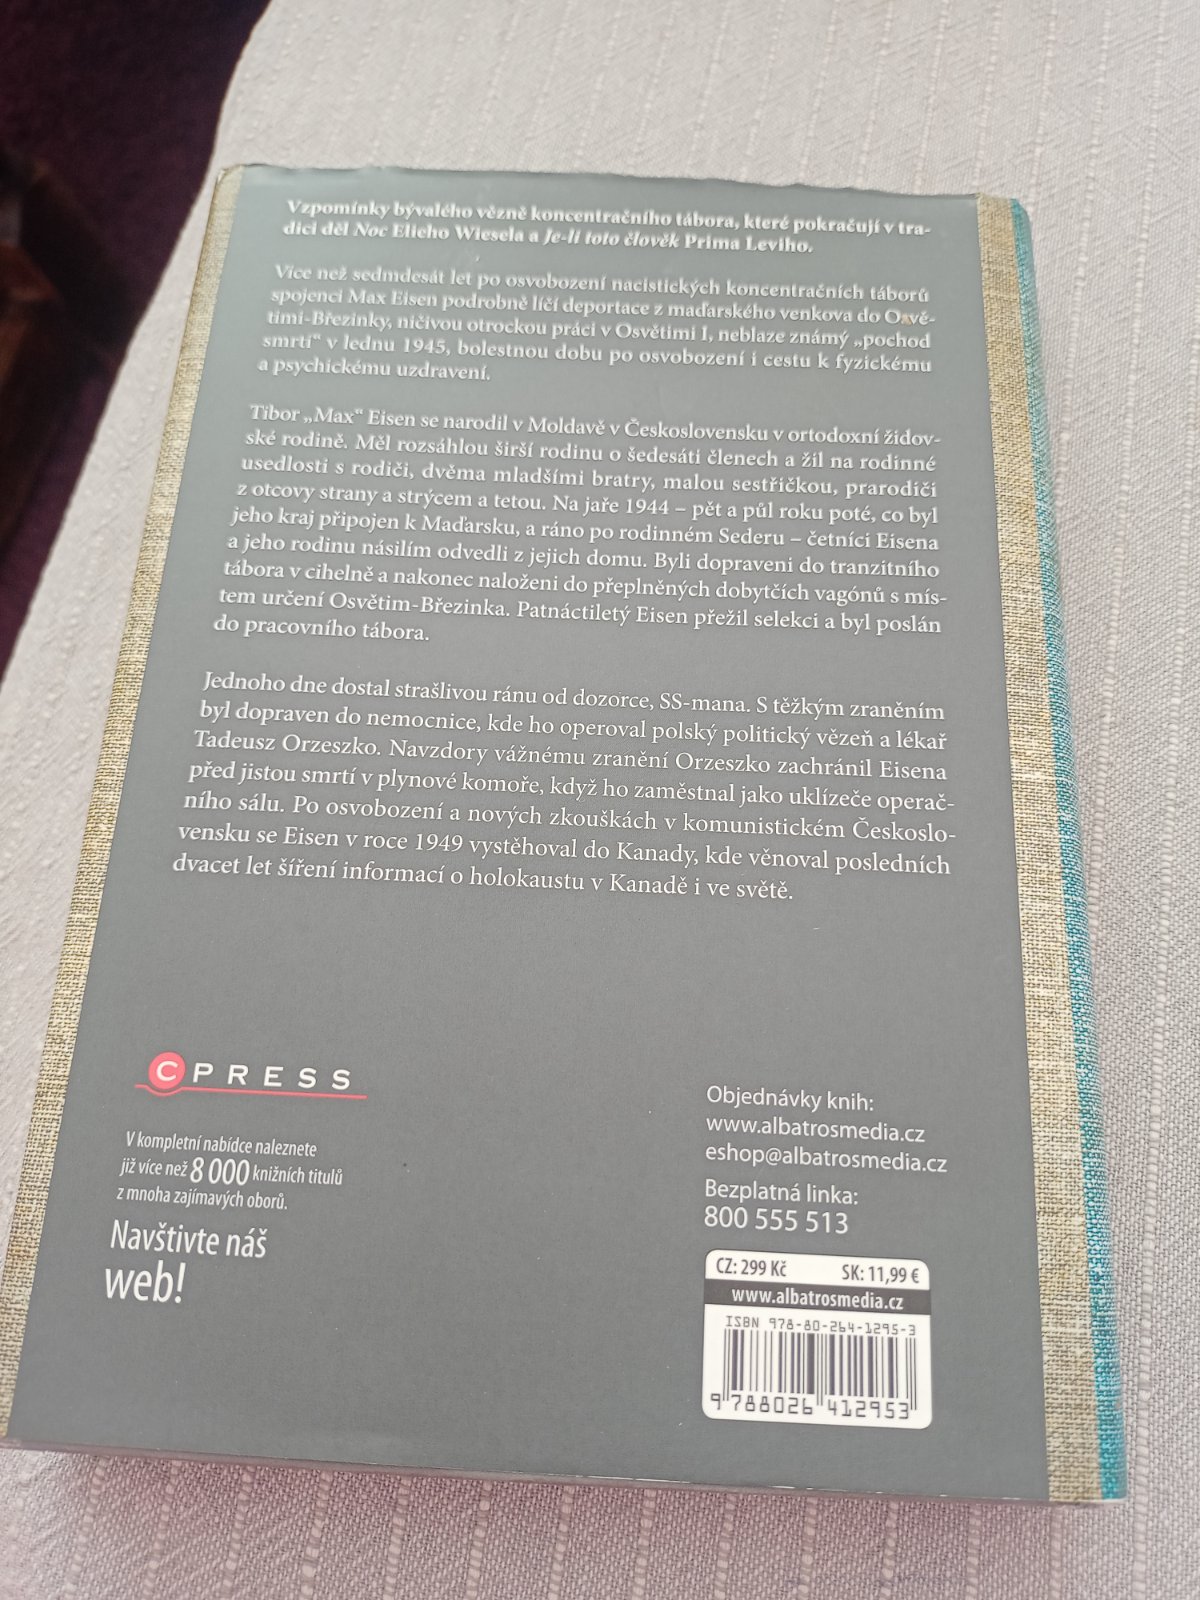 Vzpomínky bývalého vězně koncentračního tábora, které pokračují v tra-
dici děl Noc Elieho Wiesela a Je-li toto člověk Prima Leviho.
Více než sedmdesát let po osvobození nacistických koncentračních táborů
spojenci Max Eisen podrobně líčí deportace z maďarského venkova do Osvě-
timi-Březinky, ničivou otrockou práci v Osvětimi I, neblaze známý „pochod
smrti“ v lednu 1945, bolestnou dobu po osvobození i cestu k fyzickému
a psychickému uzdravení.
Tibor „Max“ Eisen se narodil v Moldavě v Československu v ortodoxní židov-
ské rodině. Měl rozsáhlou širší rodinu o šedesáti členech a žil na rodinné
usedlosti s rodiči, dvěma mladšími bratry, malou sestřičkou, prarodiči
z otcovy strany a strýcem a tetou. Na jaře 1944 – pět a půl roku poté, co byl
jeho kraj připojen k Maďarsku, a ráno po rodinném Sederu – četníci Eisena
a jeho rodinu násilím odvedli z jejich domu. Byli dopraveni do tranzitního
tábora v cihelně a nakonec naloženi do přeplněných dobytčích vagónů s mís-
tem určení Osvětim-Březinka. Patnáctiletý Eisen přežil selekci a byl poslán
do pracovního tábora.
Jednoho dne dostal strašlivou ránu od dozorce, SS-mana. S těžkým zraněním
byl dopraven do nemocnice, kde ho operoval polský politický vězeň a lékař
Tadeusz Orzeszko. Navzdory vážnému zranění Orzeszko zachránil Eisena
před jistou smrtí v plynové komoře, když ho zaměstnal jako uklízeče operač-
ního sálu. Po osvobození a nových zkouškách v komunistickém Českoslo-
vensku se Eisen v roce 1949 vystěhoval do Kanady, kde věnoval posledních
dvacet let šíření informací o holokaustu v Kanadě i ve světě.
CPRESS
V kompletní nabídce naleznete
již více než 8 000 knižních titulů
z mnoha zajímavých oborů.
Navštivte náš
web!
Objednávky knih:
www.albatrosmedia.cz
eshop@albatrosmedia.cz
Bezplatná linka:
800 555 513
CZ: 299 Kč SK: 11,99 €
www.albatrosmedia.cz
ISBN 978-80-264-1295-3
9 788026 412953